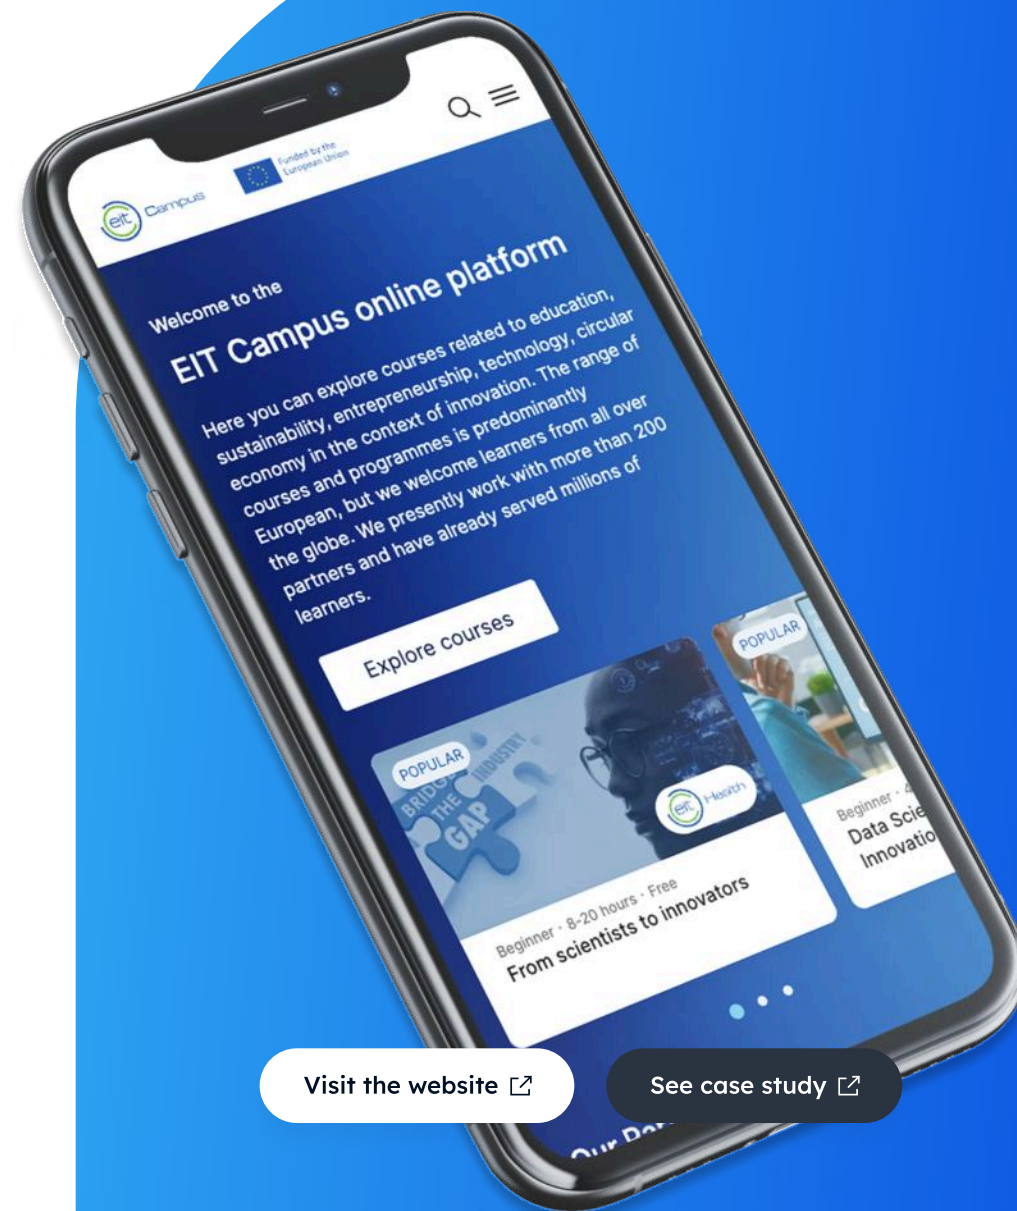 Funded by the
European Union
eit Campus
Welcome to the
EIT Campus online platform
Here you can explore courses related to education,
sustainability, entrepreneurship, technology, circular
economy in the context of innovation. The range of
courses and programmes is predominantly
European, but we welcome learners from all over
the globe. We presently work with more than 200
partners and have already served millions of
learners.
Explore courses
POPULAR
BRIDGE
THE
GAP
INDUSTRY
eit Health
Beginner · 8-20 hours · Free
From scientists to innovators
POPULAR
Beginner · 4
Data Scie
Innovatio
Visit the website
See case study
Our Par